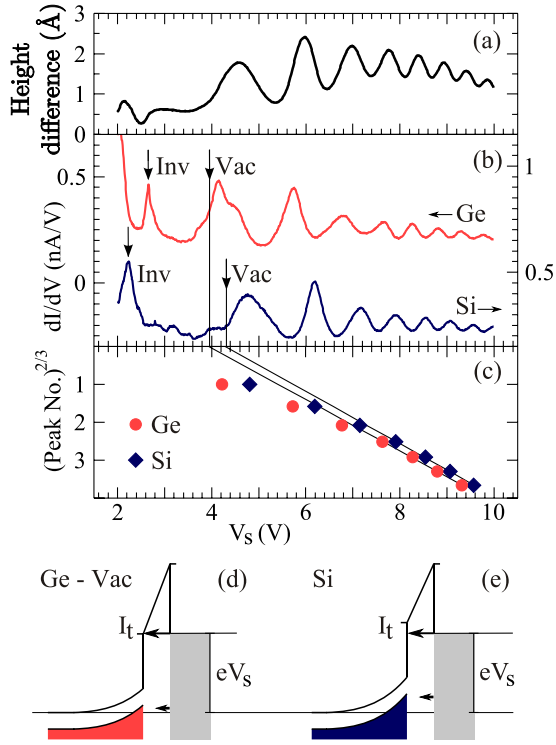 (a)
Height
difference (Å)
0
1
2
(b)
dI/dV (nA/V)
0.5
0
1
0.5
Inv
Vac
Ge
Inv
Vac
Si
(c)
(Peak No.)^2/3
1
2
3
Ge
Si
2 4 6 8 10
V_S (V)
Ge - Vac (d) Si (e)
I_t I_t
eV_s eV_s